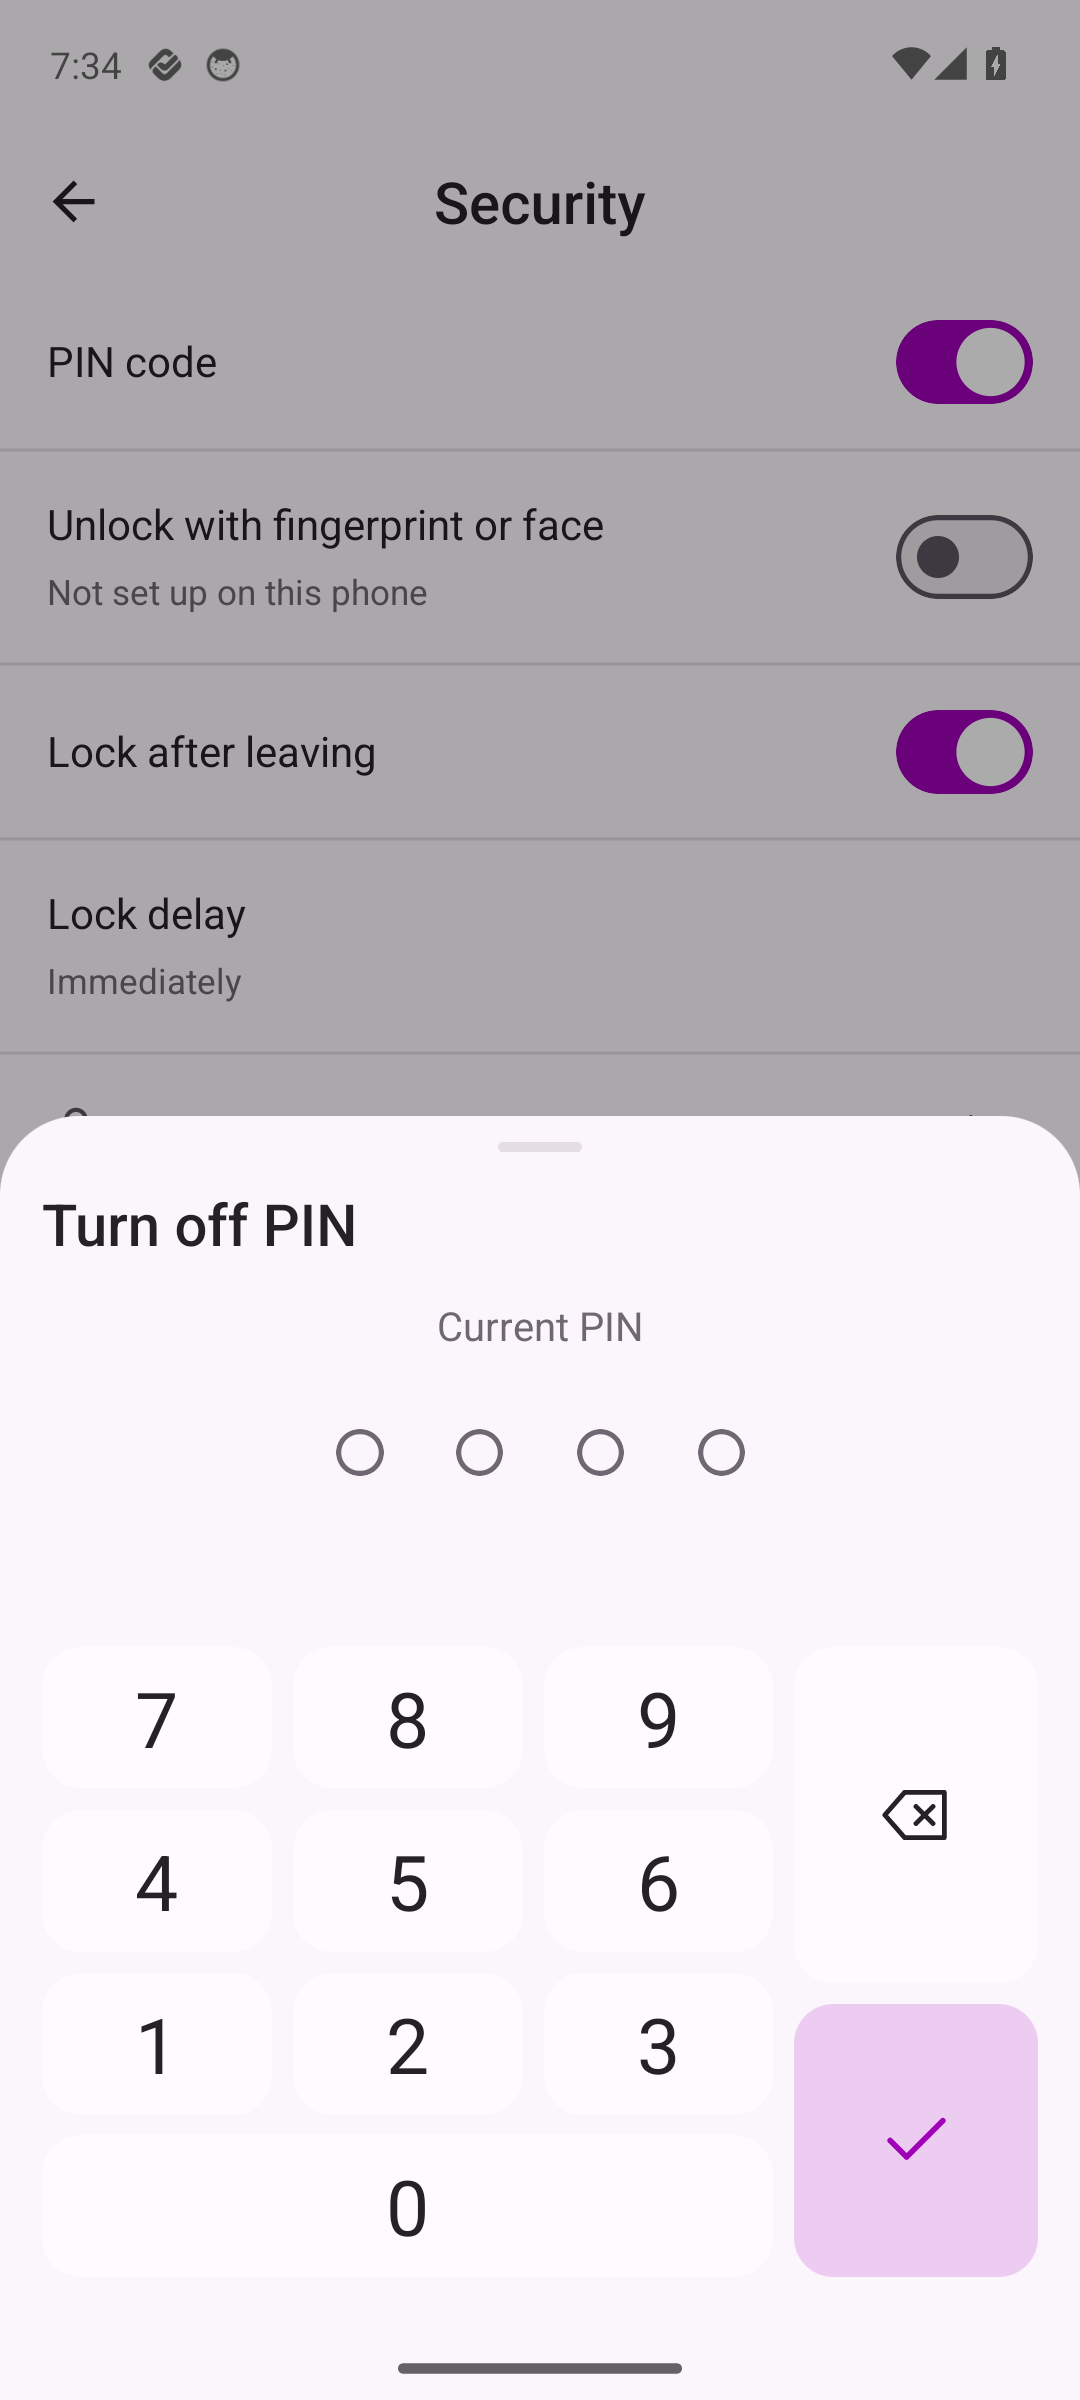 7:34
Security
PIN code
Unlock with fingerprint or face
Not set up on this phone
Lock after leaving
Lock delay
Immediately
Turn off PIN
Current PIN
7 8 9
4 5 6
1 2 3
0